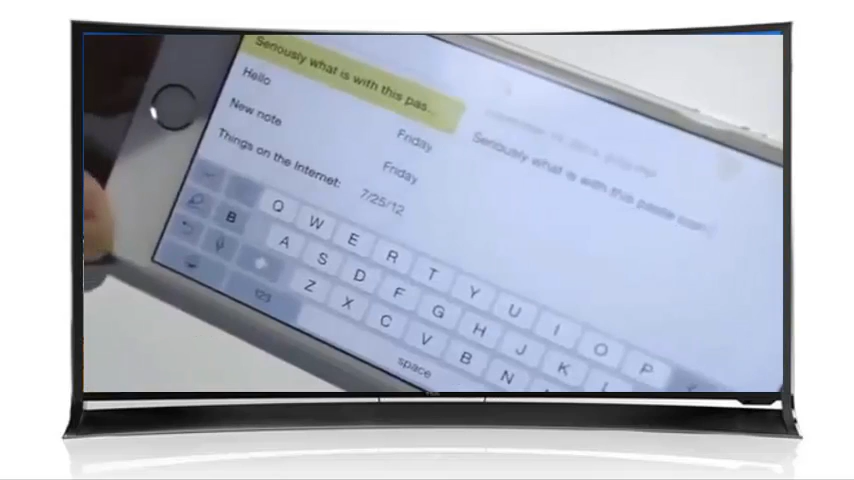 Seriously what is with this pas...
Hello
Friday
New note
Friday
Things on the Internet:
7/25/12
Seriously what is with this paste
Q W E R T Y U I O P
B A S D F G H J K L
Z X C V B N
123
space